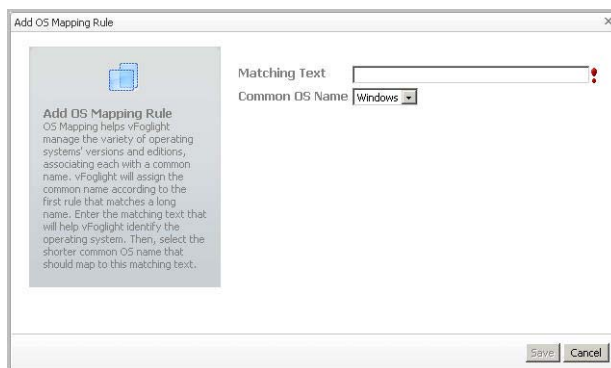 Add OS Mapping Rule
Matching Text
Common OS Name Windows
Add OS Mapping Rule
OS Mapping helps vFoglight
manage the variety of operating
systems' versions and editions,
associating each with a common
name. vFoglight will assign the
common name according to the
first rule that matches a long
name. Enter the matching text that
will help vFoglight identify the
operating system. Then, select the
shorter common OS name that
should map to this matching text.
Save Cancel